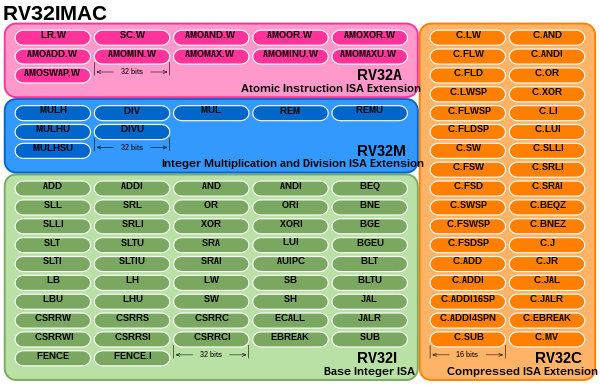 RV32IMAC
LR.W SC.W AMOAND.W AMOOR.W AMOXOR.W
AMOADD.W AMOMIN.W AMOMAX.W AMOMINU.W AMOMAXU.W
AMOSWAP.W 32 bits RV32A
Atomic Instruction ISA Extension
MULH DIV MUL REM REMU
MULHU DIVU
MULHSU 32 bits RV32M
Integer Multiplication and Division ISA Extension
ADD ADDI AND ANDI BEQ
SLL SRL OR ORI BNE
SLLI SRLI XOR XORI BGE
SLT SLTU SRA LUI BGEU
SLTI SLTIU SRAI AUIPC BLT
LB LH LW SB BLTU
LBU LHU SW SH JAL
CSRRW CSRRS CSRRC ECALL JALR
CSRRWI CSRRSI CSRRCI EBREAK SUB
FENCE FENCE.I 32 bits RV32I
Base Integer ISA
C.LW C.AND
C.FLW C.ANDI
C.FLD C.OR
C.LWSP C.XOR
C.FLWSP C.LI
C.FLDSP C.LUI
C.SW C.SLLI
C.FSW C.SRLI
C.FSD C.SRAI
C.SWSP C.BEQZ
C.FSWSP C.BNEZ
C.FSDSP C.J
C.ADD C.JR
C.ADDI C.JAL
C.ADDI16SP C.JALR
C.ADDI4SPN C.EBREAK
C.SUB C.MV
16 bits RV32C
Compressed ISA Extension